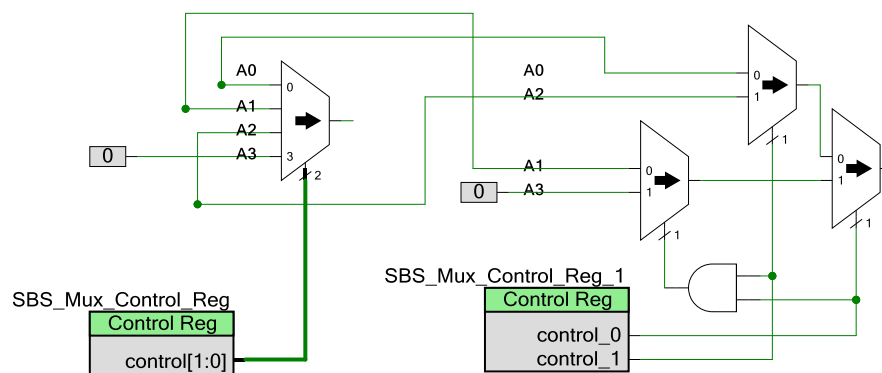 A0
0
A1
A2
0
A3
3
2
SBS_Mux_Control_Reg
Control Reg
control[1:0]
A0
0
A2
1
1
A1
0
0
A3
1
1
0
1
1
SBS_Mux_Control_Reg_1
Control Reg
control_0
control_1